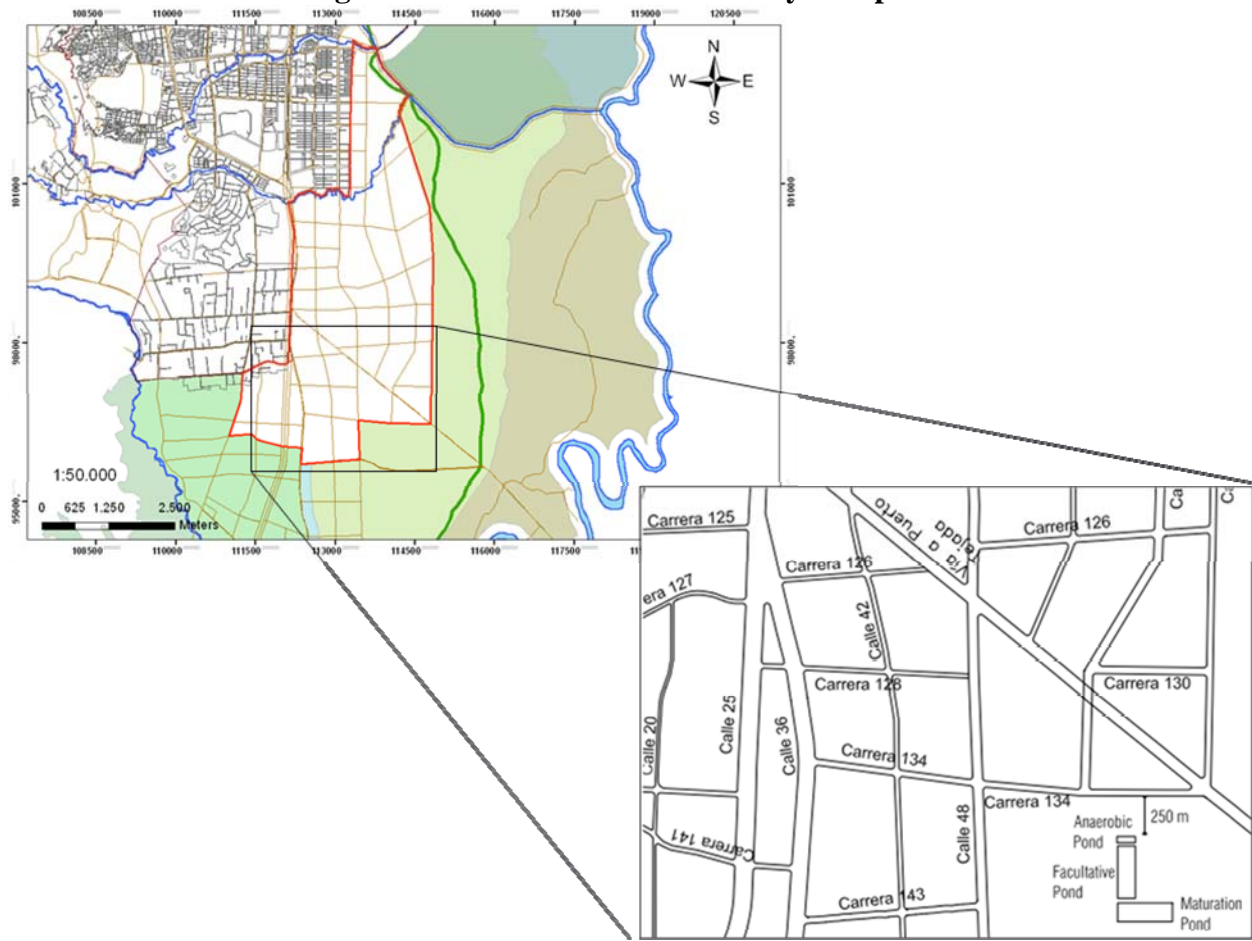 108500 110000 111500 113000 114500 116000 117500 119000 120500
N
W E
S
101000 101000
98000. 98000.
1:50.000
0 625 1.250 2.500
Meters
95000.
108500 110000 111500 113000 114500 116000 117500
Carrera 125
Vía a Puerto
Tejada
Carrera 126
Ca
Ca
Carrera 126
era 127
Calle 42
Carrera 128
Carrera 130
Calle 20
Calle 25
Calle 36
Carrera 134
Carrera 134
250 m
Anaerobic
Pond
Calle 48
Carrera 141
Facultative
Pond
Carrera 143
Maturation
Pond